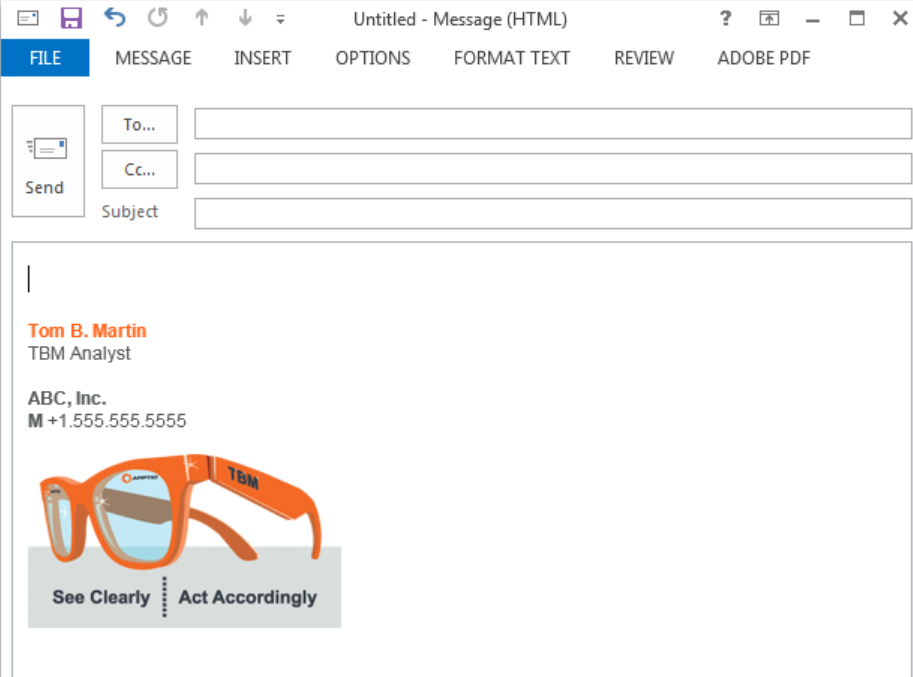 Untitled - Message (HTML)
FILE MESSAGE INSERT OPTIONS FORMAT TEXT REVIEW ADOBE PDF
To...
Cc...
Send
Subject
Tom B. Martin
TBM Analyst
ABC, Inc.
M +1.555.555.5555
APPTIO TBM
See Clearly Act Accordingly